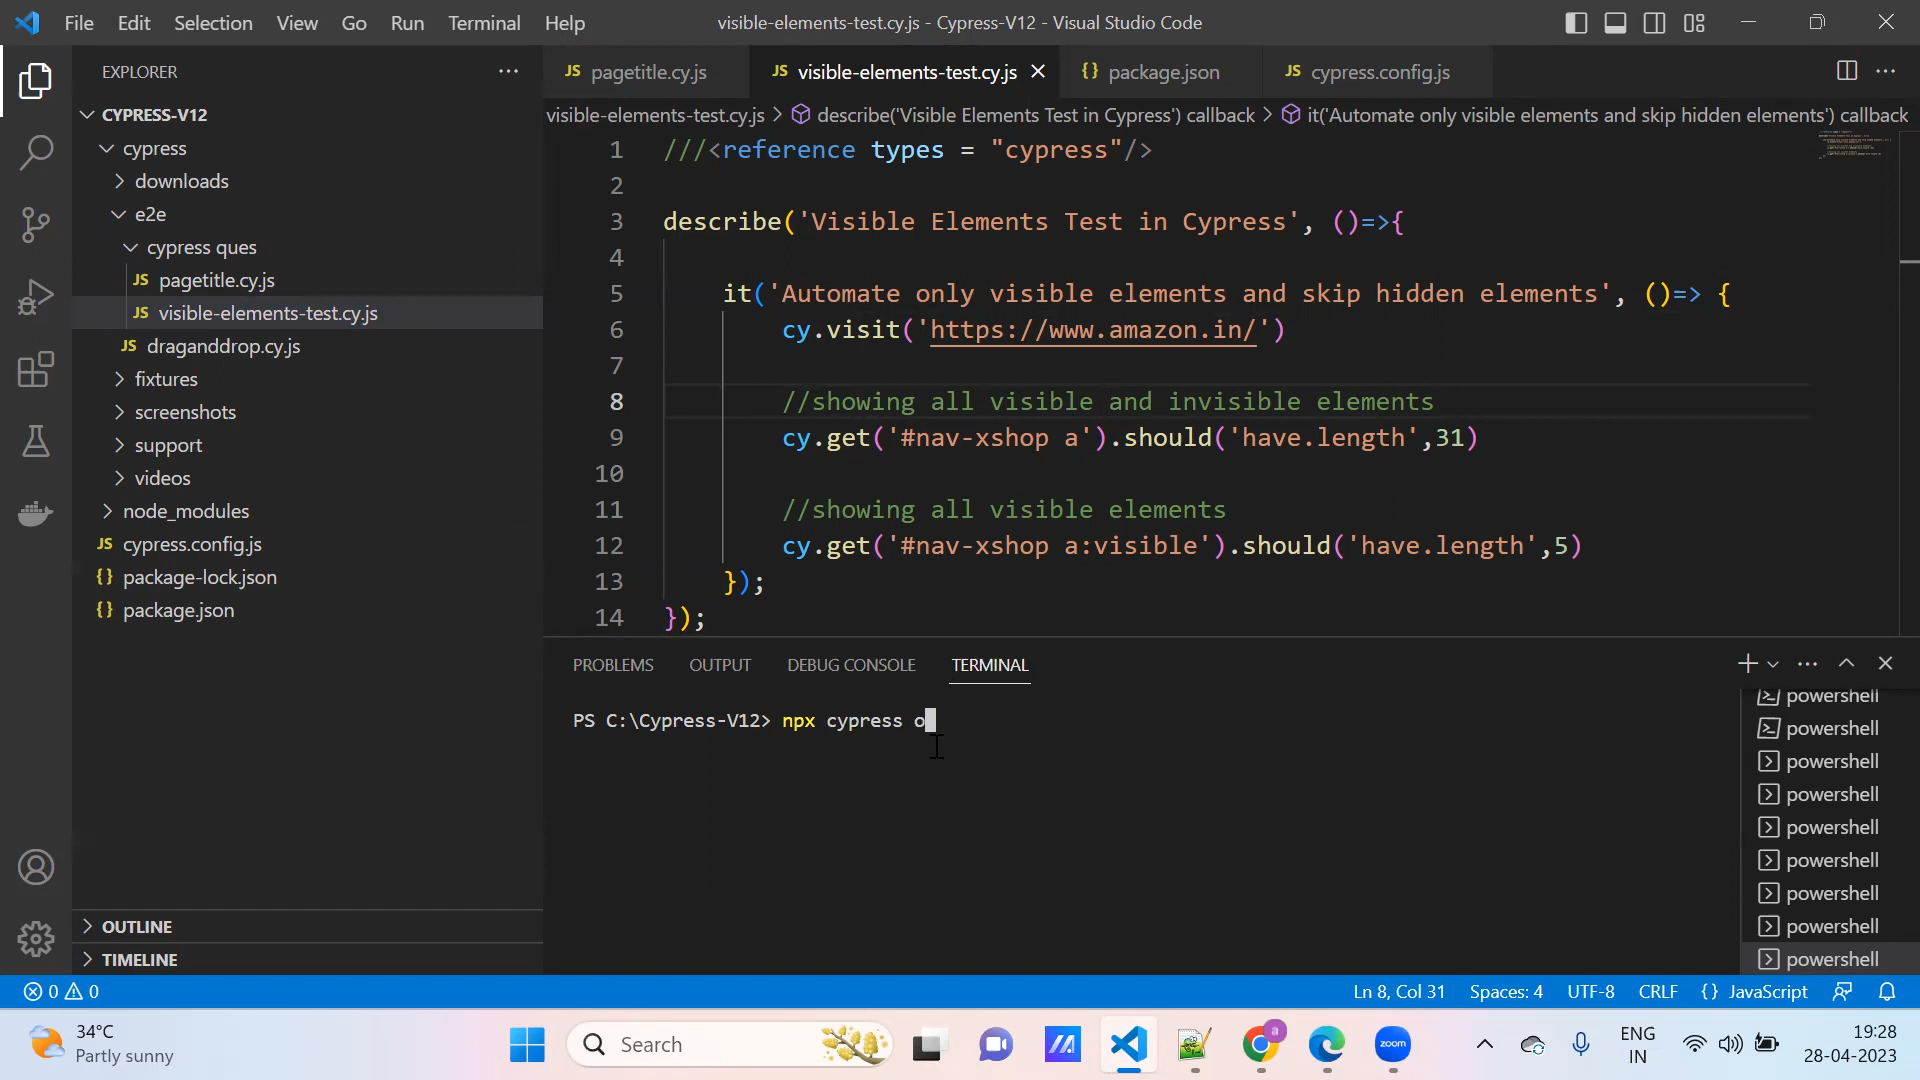 File Edit Selection View Go Run Terminal Help
visible-elements-test.cy.js - Cypress-V12 - Visual Studio Code
EXPLORER
JS pagetitle.cy.js
JS visible-elements-test.cy.js
{} package.json
JS cypress.config.js
CYPRESS-V12
cypress
downloads
e2e
cypress ques
JS pagetitle.cy.js
JS visible-elements-test.cy.js
JS draganddrop.cy.js
fixtures
screenshots
support
videos
node_modules
JS cypress.config.js
{} package-lock.json
{} package.json
OUTLINE
TIMELINE
visible-elements-test.cy.js > describe('Visible Elements Test in Cypress') callback > it('Automate only visible elements and skip hidden elements') callback
1 ///<reference types = "cypress"/>
2
3 describe('Visible Elements Test in Cypress', ()=>{
4
5 it('Automate only visible elements and skip hidden elements', ()=> {
6 cy.visit('https://www.amazon.in/')
7
8 //showing all visible and invisible elements
9 cy.get('#nav-xshop a').should('have.length',31)
10
11 //showing all visible elements
12 cy.get('#nav-xshop a:visible').should('have.length',5)
13 });
14 });
PROBLEMS OUTPUT DEBUG CONSOLE TERMINAL
PS C:\Cypress-V12> npx cypress o
powershell
powershell
powershell
powershell
powershell
powershell
powershell
powershell
powershell
0 0
Ln 8, Col 31 Spaces: 4 UTF-8 CRLF {} JavaScript
34°C
Partly sunny
Search
a
zoom
ENG
IN
19:28
28-04-2023